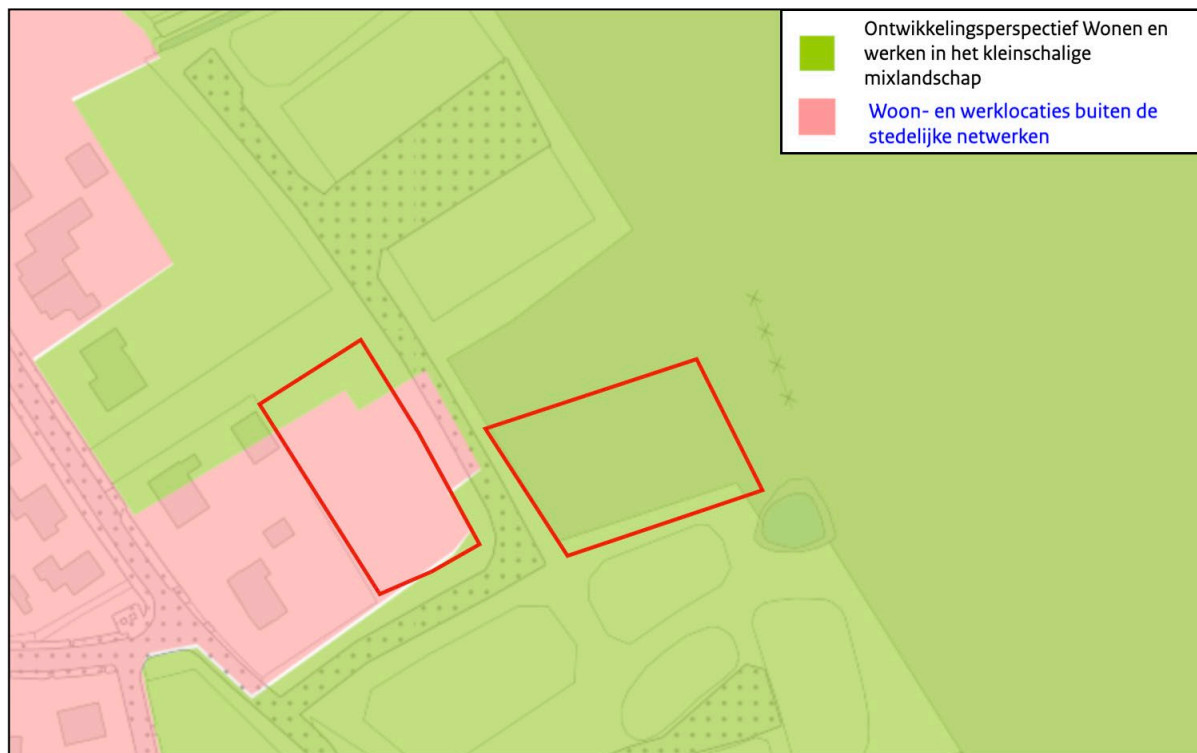 Ontwikkelingsperspectief Wonen en
werken in het kleinschalige
mixlandschap
Woon- en werklocaties buiten de
stedelijke netwerken